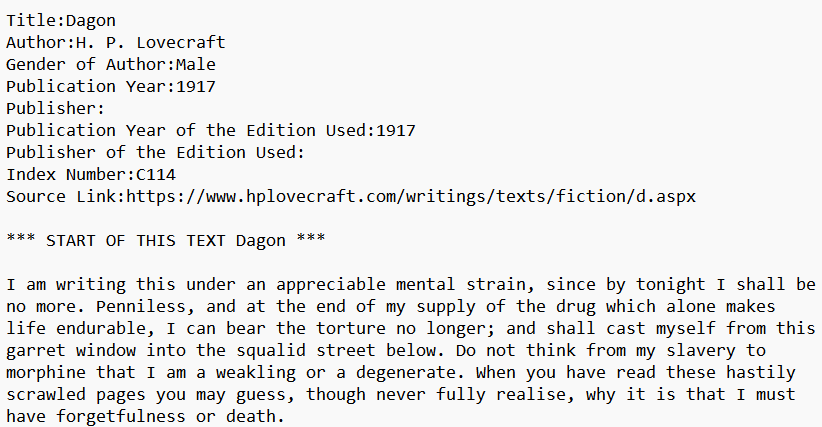 Title:Dagon
Author:H. P. Lovecraft
Gender of Author:Male
Publication Year:1917
Publisher:
Publication Year of the Edition Used:1917
Publisher of the Edition Used:
Index Number:C114
Source Link:https://www.hplovecraft.com/writings/texts/fiction/d.aspx

*** START OF THIS TEXT Dagon ***

I am writing this under an appreciable mental strain, since by tonight I shall be
no more. Penniless, and at the end of my supply of the drug which alone makes
life endurable, I can bear the torture no longer; and shall cast myself from this
garret window into the squalid street below. Do not think from my slavery to
morphine that I am a weakling or a degenerate. When you have read these hastily
scrawled pages you may guess, though never fully realise, why it is that I must
have forgetfulness or death.